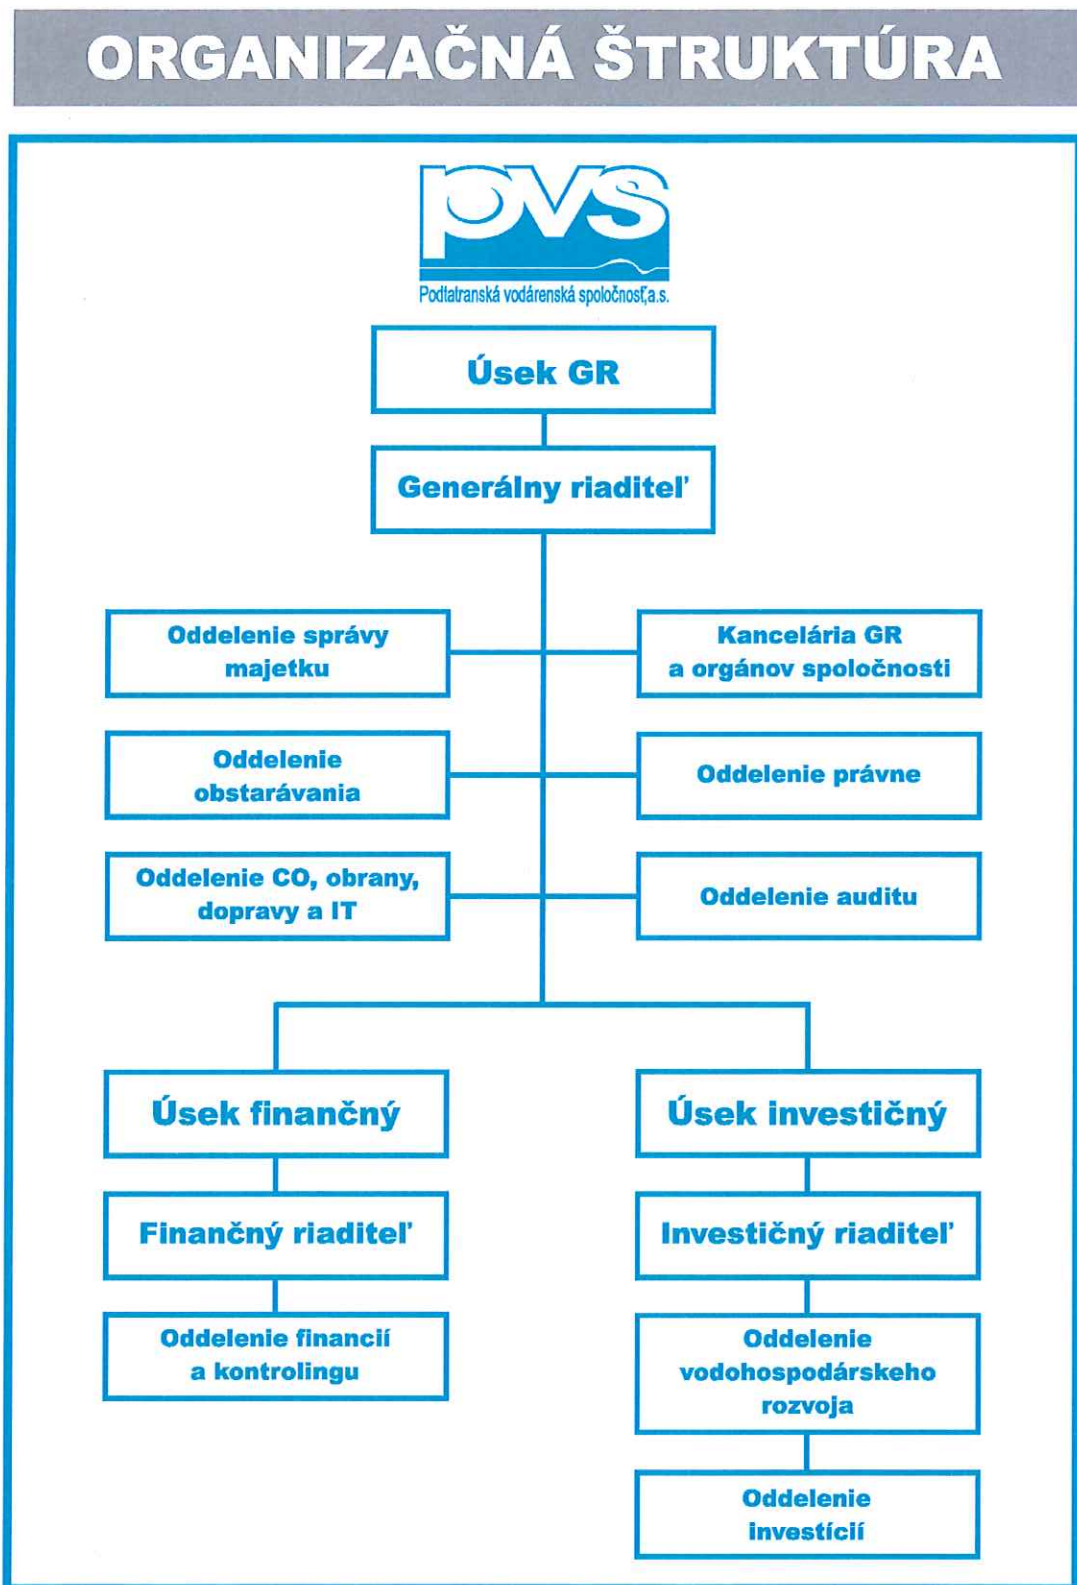 ORGANIZAČNÁ ŠTRUKTÚRA
pvs
Podtatranská vodárenská spoločnosť,a.s.
Úsek GR
Generálny riaditeľ
Oddelenie správy
majetku
Kancelária GR
a orgánov spoločnosti
Oddelenie
obstarávania
Oddelenie právne
Oddelenie CO, obrany,
dopravy a IT
Oddelenie auditu
Úsek finančný
Úsek investičný
Finančný riaditeľ
Investičný riaditeľ
Oddelenie financií
a kontrolingu
Oddelenie
vodohospodárskeho
rozvoja
Oddelenie
investícií